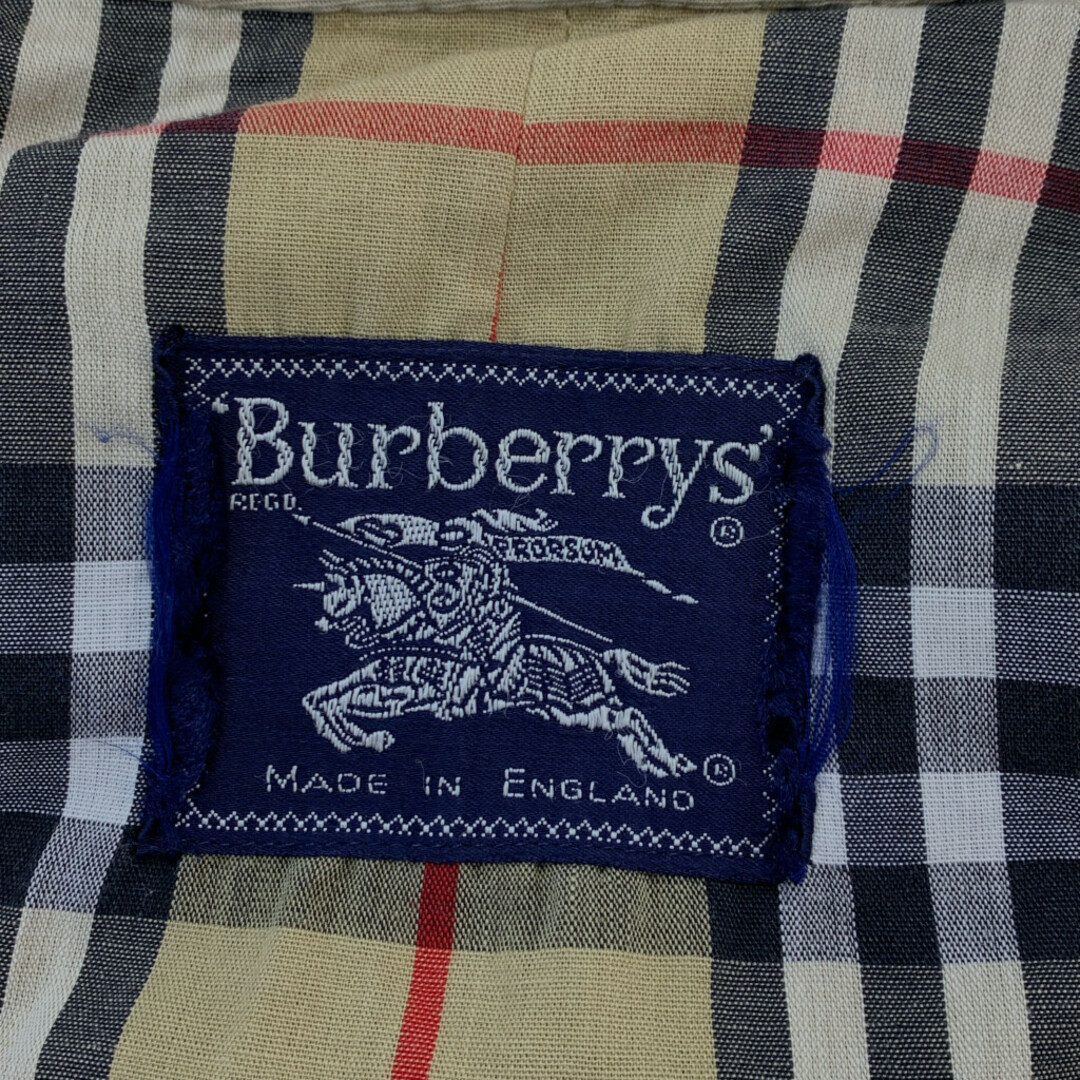 'Burberrys'
REGD.
®
PRORSUM
®
MADE IN ENGLAND